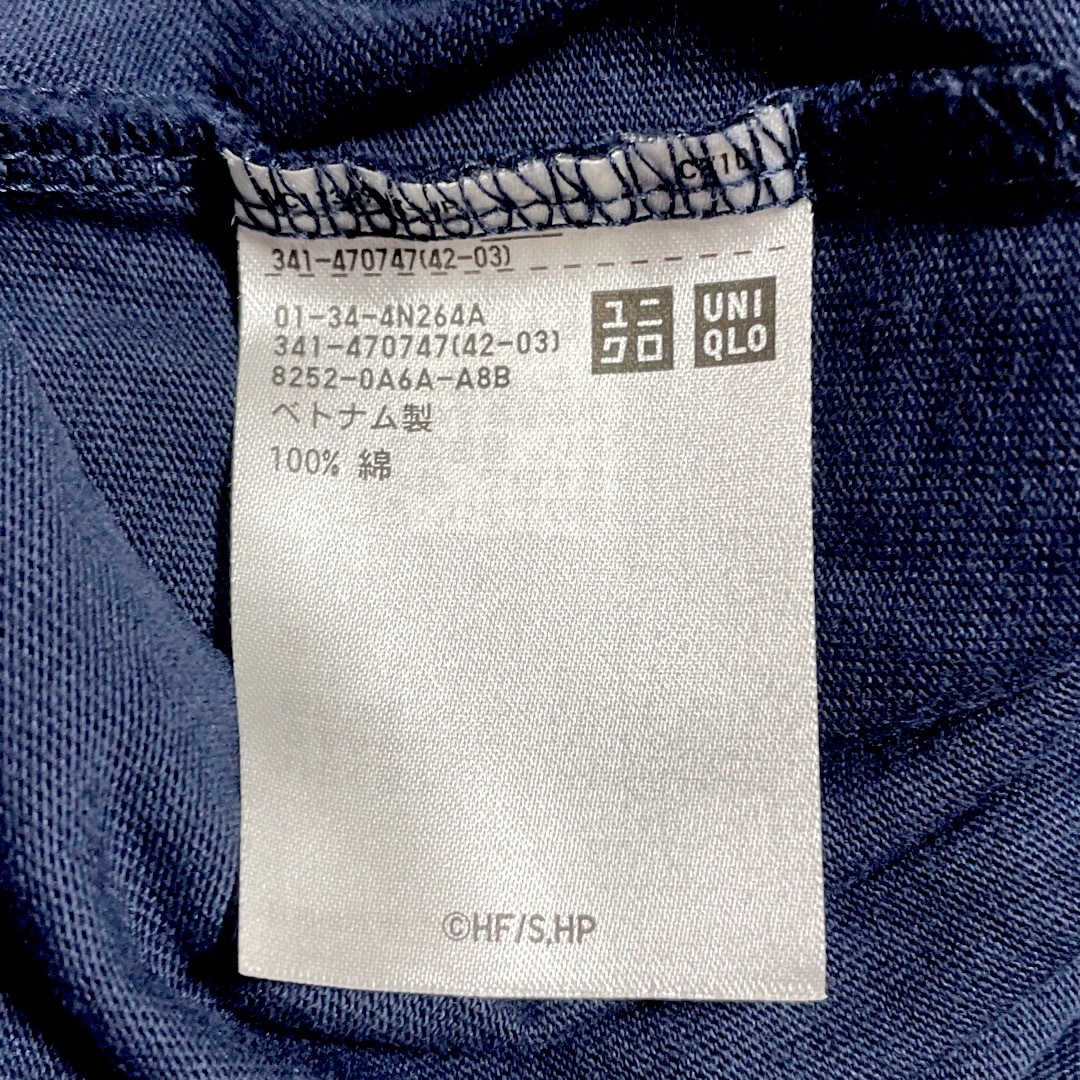 341-470747(42-03)
01-34-4N264A
341-470747(42-03)
8252-0A6A-A8B
ベトナム製
100% 綿
ユニ
クロ
UNI
QLO
©HF/S,HP